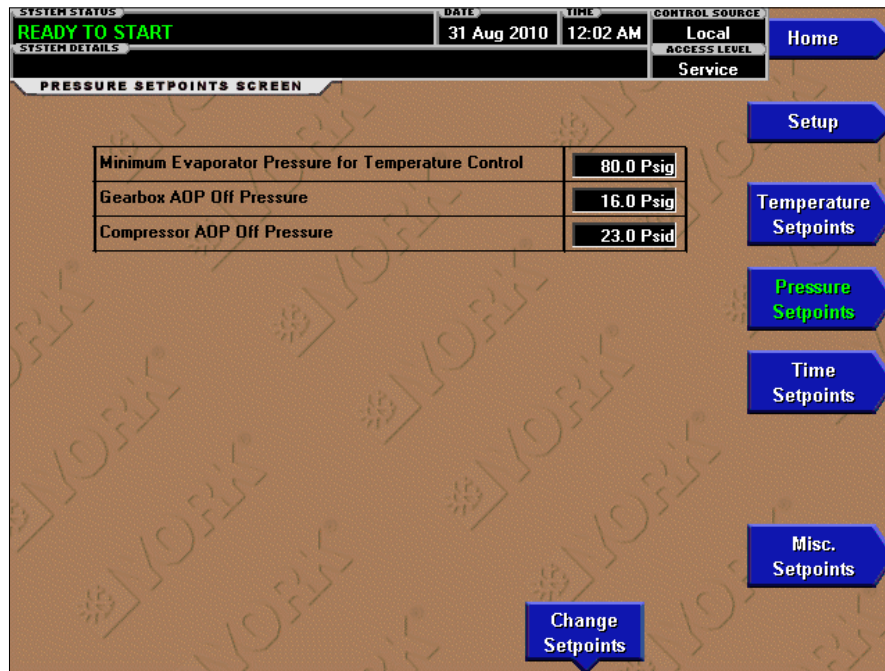 SYSTEM STATUS
READY TO START
DATE
31 Aug 2010
TIME
12:02 AM
CONTROL SOURCE
Local
SYSTEM DETAILS
ACCESS LEVEL
Service
Home
PRESSURE SETPOINTS SCREEN
Setup
Minimum Evaporator Pressure for Temperature Control 80.0 Psig
Gearbox AOP Off Pressure 16.0 Psig
Compressor AOP Off Pressure 23.0 Psid
Temperature
Setpoints
Pressure
Setpoints
Time
Setpoints
Misc.
Setpoints
Change
Setpoints
YORK®